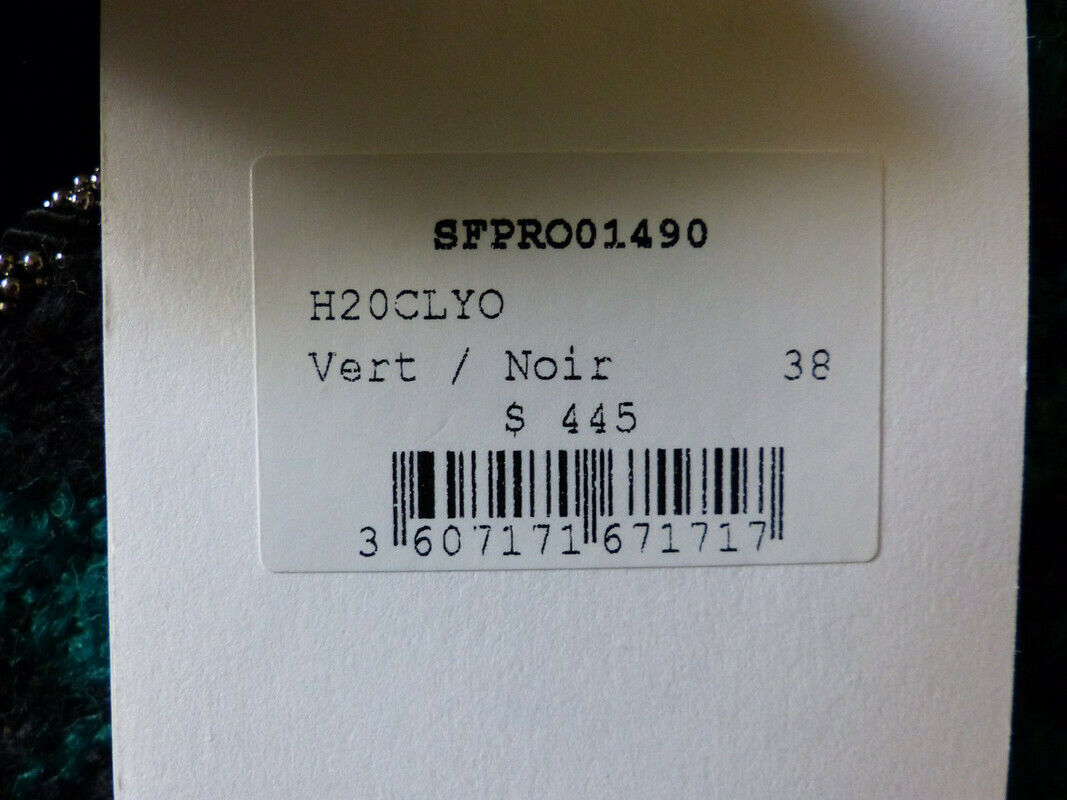 SFPRO01490
H20CLYO
Vert / Noir 38
$ 445
3 607171 671717